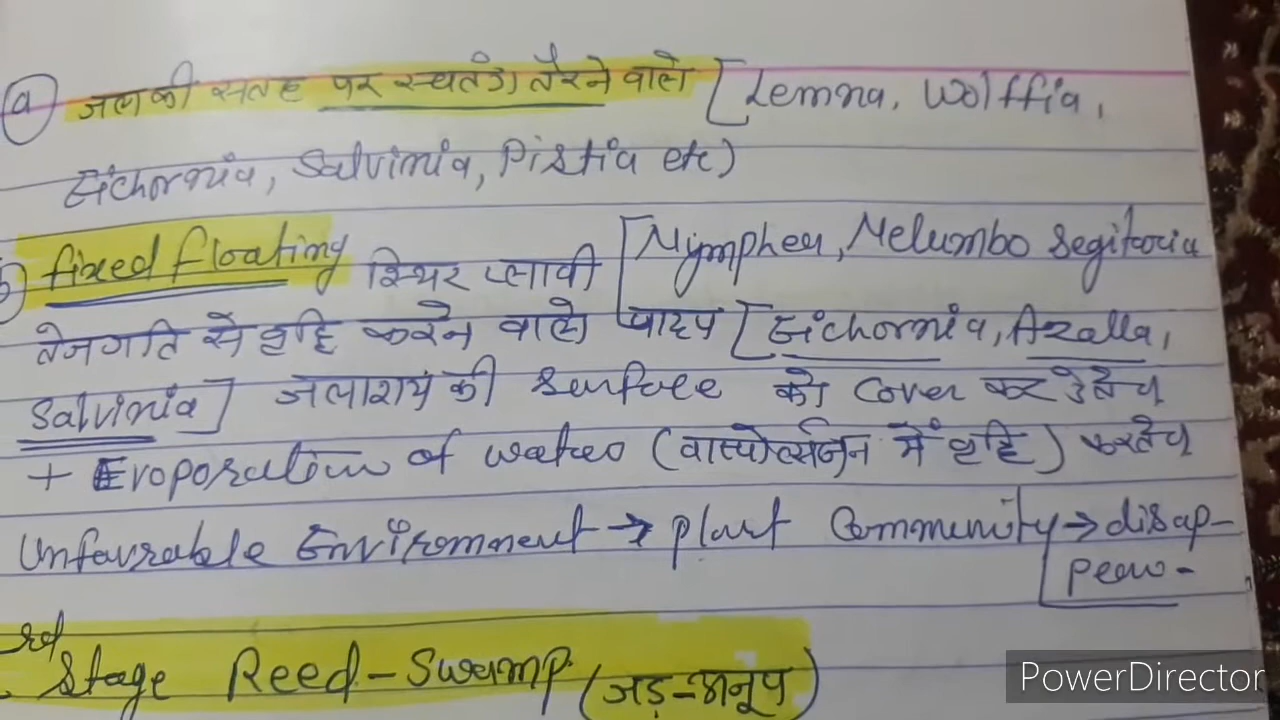 (a) जल की सतह पर स्वतंत्र तैरने वाले [Lemna, Wolffia,
Eichornia, Salvinia, Pistia etc)
fixed floating स्थिर प्लावी [Nymphea, Nelumbo Segitaria
तेजगति से वृद्धि करने वाले पादप [Eichornia, Azolla,
Salvinia] जलाशय की surface को cover कर देते
+ Evoporation of water (वाष्पोत्सर्जन में वृद्धि) करते
Unfavrable Environment → plant Community → disap-
pear -
rd Stage Reed-Swamp (जड़-अनूप)
PowerDirector